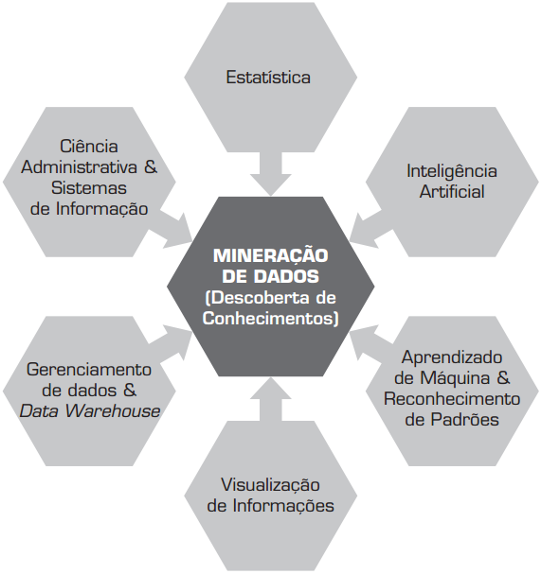 Estatística
Ciência
Administrativa &
Sistemas
de Informação
Inteligência
Artificial
MINERAÇÃO
DE DADOS
(Descoberta de
Conhecimentos)
Gerenciamento
de dados &
Data Warehouse
Aprendizado
de Máquina &
Reconhecimento
de Padrões
Visualização
de Informações